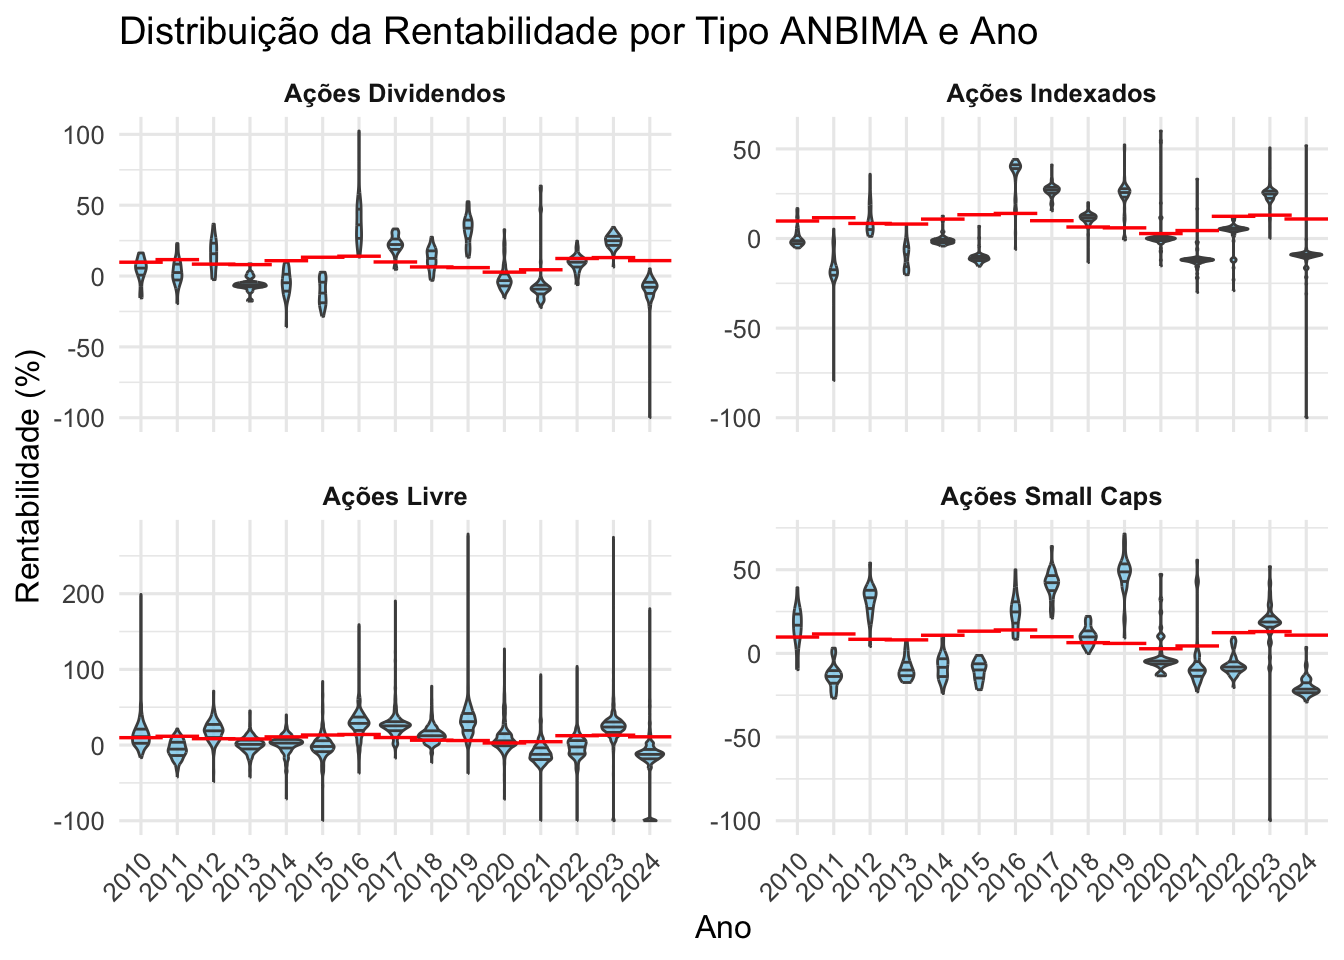 Distribuição da Rentabilidade por Tipo ANBIMA e Ano
Ações Dividendos
Ações Indexados
100
50
0
-50
-100
50
0
-50
-100
Rentabilidade (%)
Ações Livre
Ações Small Caps
200
100
0
-100
50
0
-50
-100
2010 2011 2012 2013 2014 2015 2016 2017 2018 2019 2020 2021 2022 2023 2024
2010 2011 2012 2013 2014 2015 2016 2017 2018 2019 2020 2021 2022 2023 2024
Ano